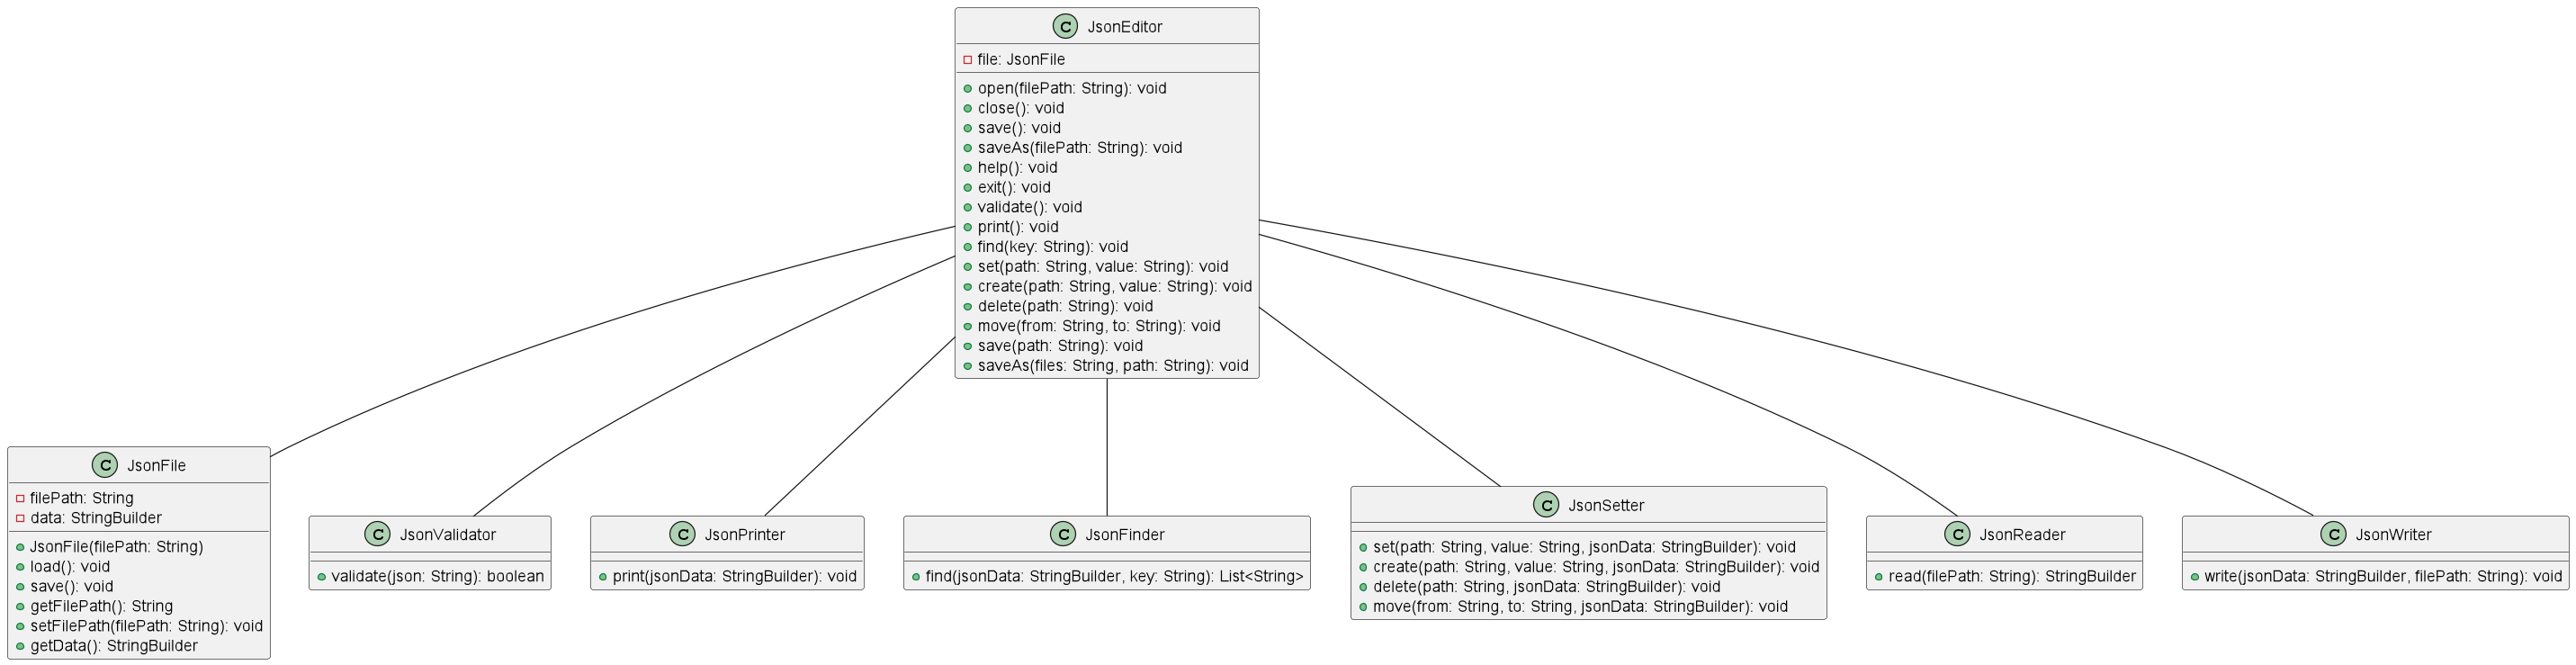 C JsonEditor
file: JsonFile
open(filePath: String): void
close(): void
save(): void
saveAs(filePath: String): void
help(): void
exit(): void
validate(): void
print(): void
find(key: String): void
set(path: String, value: String): void
create(path: String, value: String): void
delete(path: String): void
move(from: String, to: String): void
save(path: String): void
saveAs(files: String, path: String): void
C JsonFile
filePath: String
data: StringBuilder
JsonFile(filePath: String)
load(): void
save(): void
getFilePath(): String
setFilePath(filePath: String): void
getData(): StringBuilder
C JsonValidator
validate(json: String): boolean
C JsonPrinter
print(jsonData: StringBuilder): void
C JsonFinder
find(jsonData: StringBuilder, key: String): List<String>
C JsonSetter
set(path: String, value: String, jsonData: StringBuilder): void
create(path: String, value: String, jsonData: StringBuilder): void
delete(path: String, jsonData: StringBuilder): void
move(from: String, to: String, jsonData: StringBuilder): void
C JsonReader
read(filePath: String): StringBuilder
C JsonWriter
write(jsonData: StringBuilder, filePath: String): void